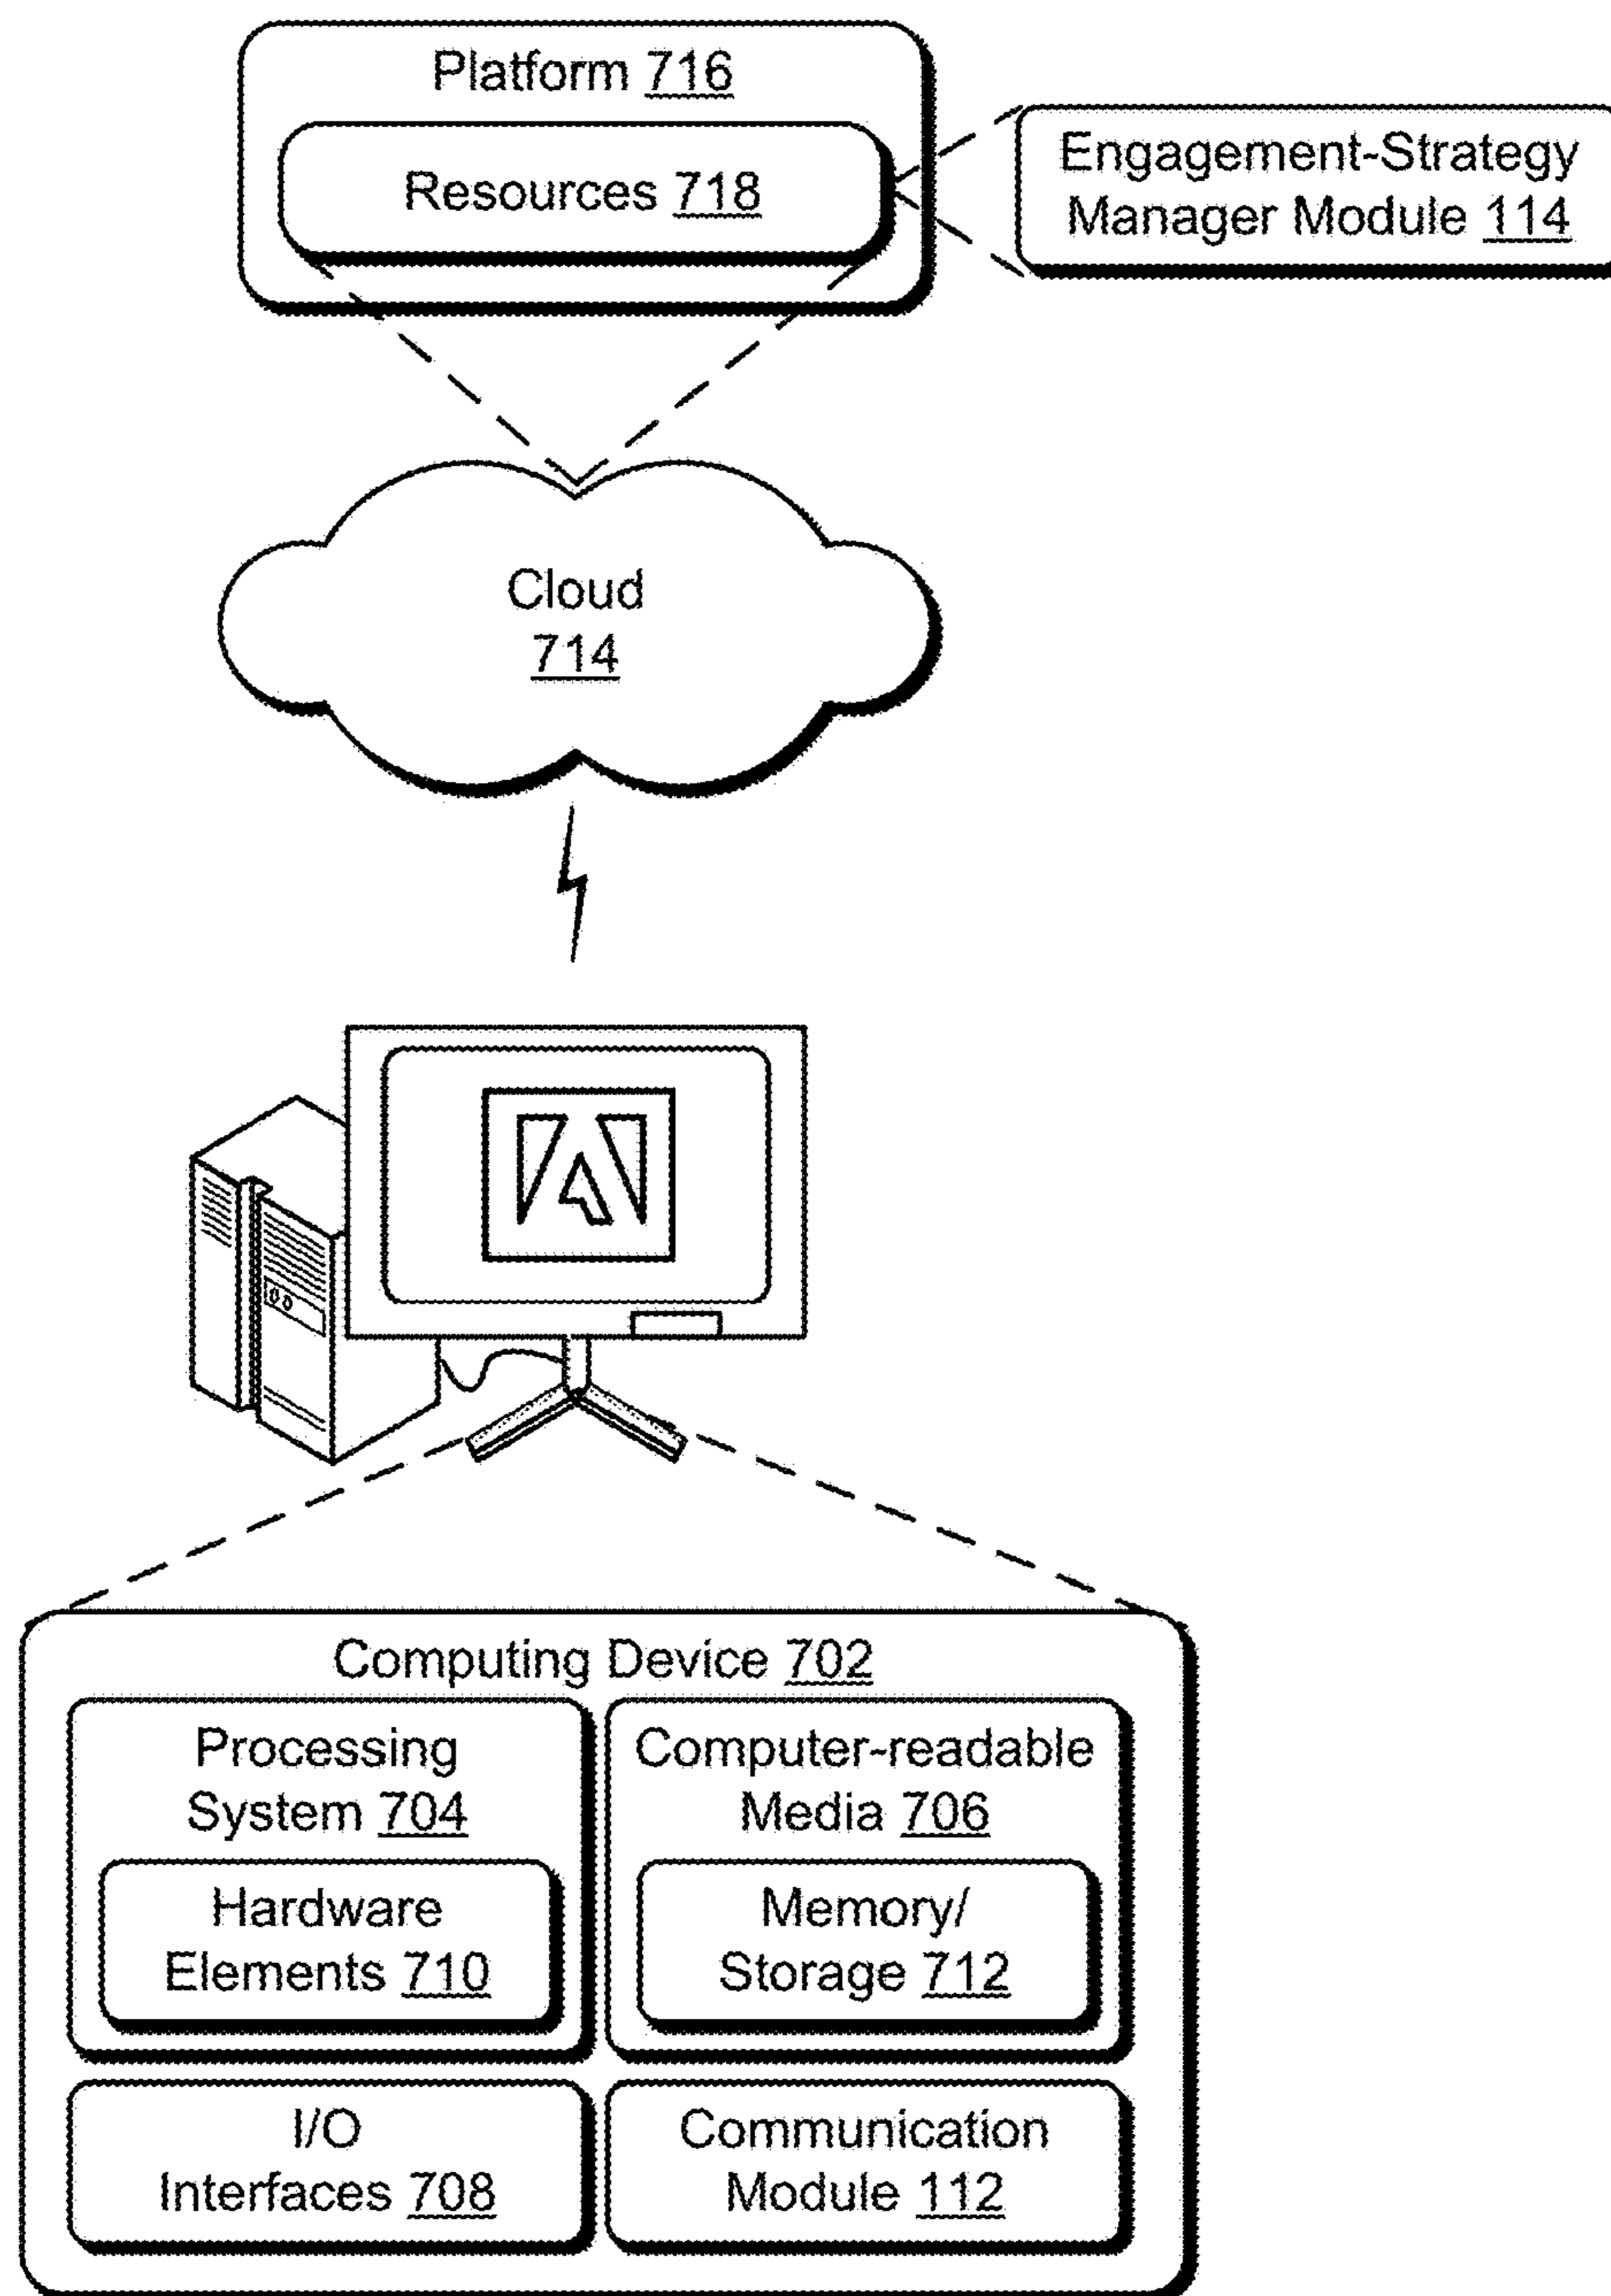 Platform 716
Resources 718
Engagement-Strategy
Manager Module 114
Cloud
714
Computing Device 702
Processing
System 704
Hardware
Elements 710
Computer-readable
Media 706
Memory/
Storage 712
I/O
Interfaces 708
Communication
Module 112